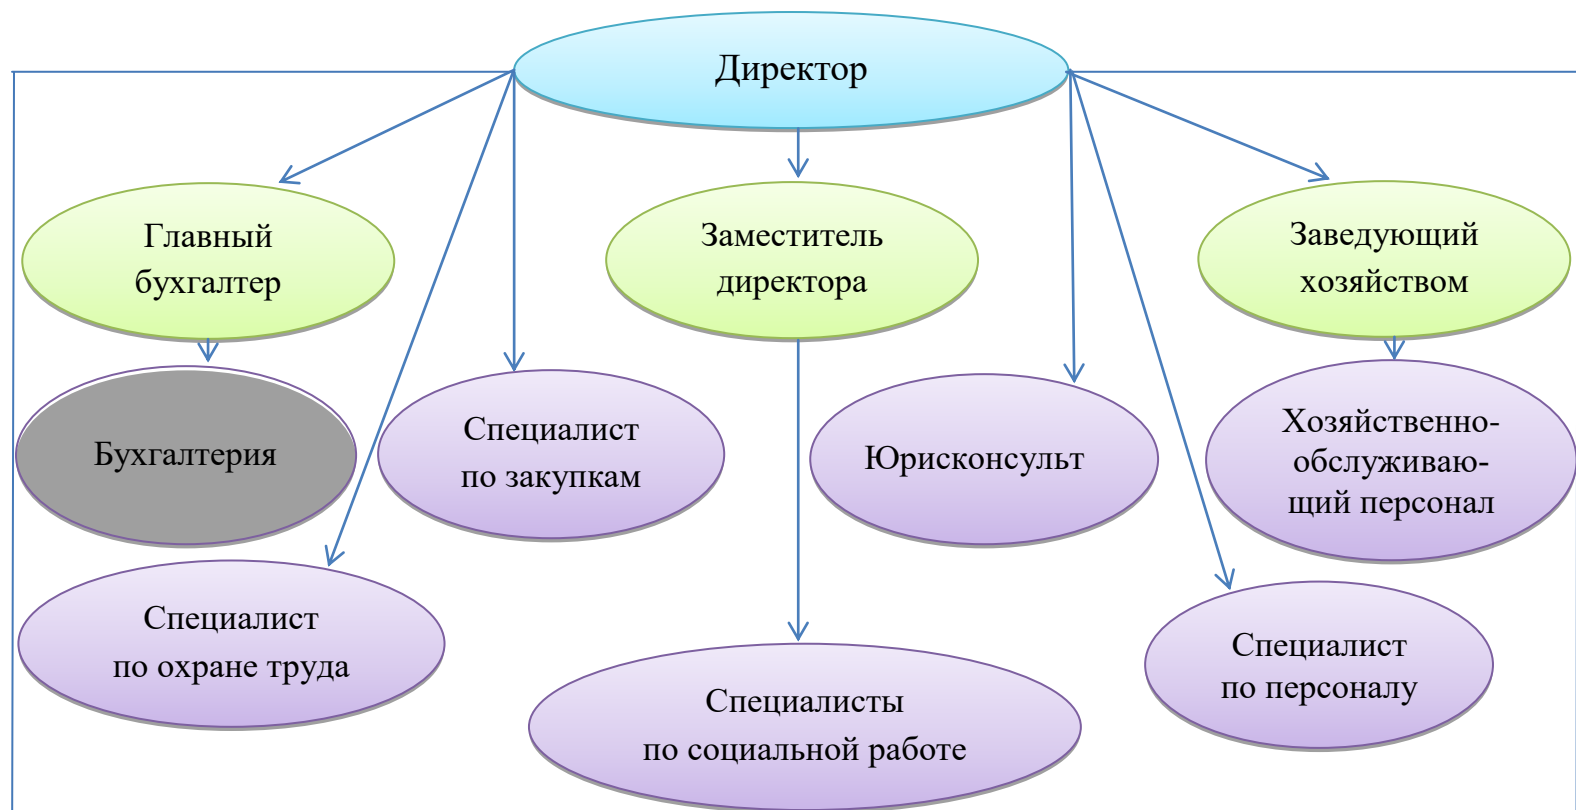 Директор
Главный
бухгалтер
Заместитель
директора
Заведующий
хозяйством
Бухгалтерия
Специалист
по закупкам
Юрисконсульт
Хозяйственно-
обслуживаю-
щий персонал
Специалист
по охране труда
Специалисты
по социальной работе
Специалист
по персоналу